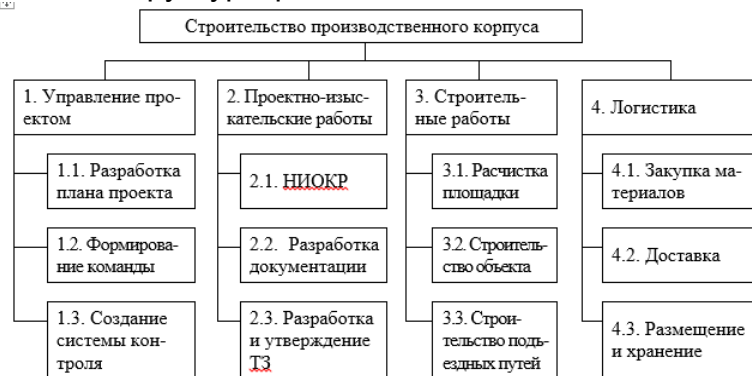 Строительство производственного корпуса
1. Управление про-
ектом
2. Проектно-изыс-
кательские работы
3. Строитель-
ные работы
4. Логистика
1.1. Разработка
плана проекта
2.1. НИОКР
3.1. Расчистка
площадки
4.1. Закупка ма-
териалов
1.2. Формирова-
ние команды
2.2. Разработка
документации
3.2. Строитель-
ство объекта
4.2. Доставка
1.3. Создание
системы кон-
троля
2.3. Разработка
и утверждение
ТЗ
3.3. Строи-
тельство подъ-
ездных путей
4.3. Размещение
и хранение